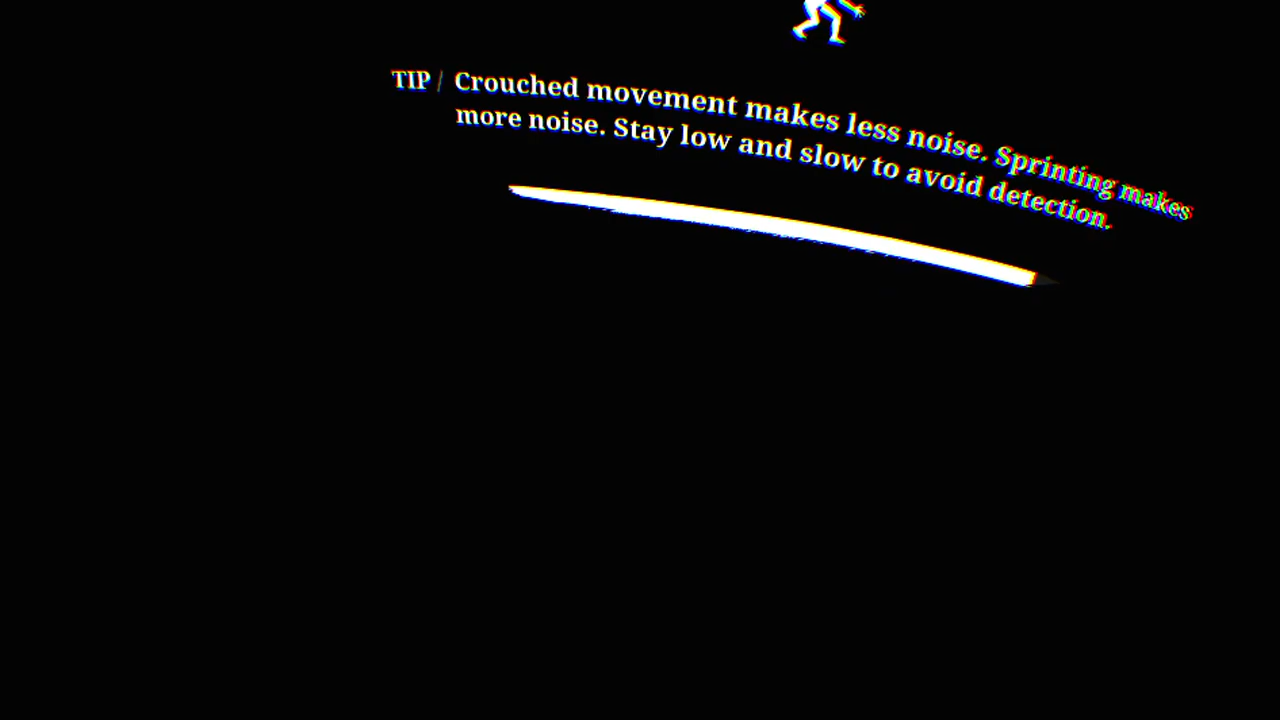 TIP / Crouched movement makes less noise. Sprinting makes
more noise. Stay low and slow to avoid detection.